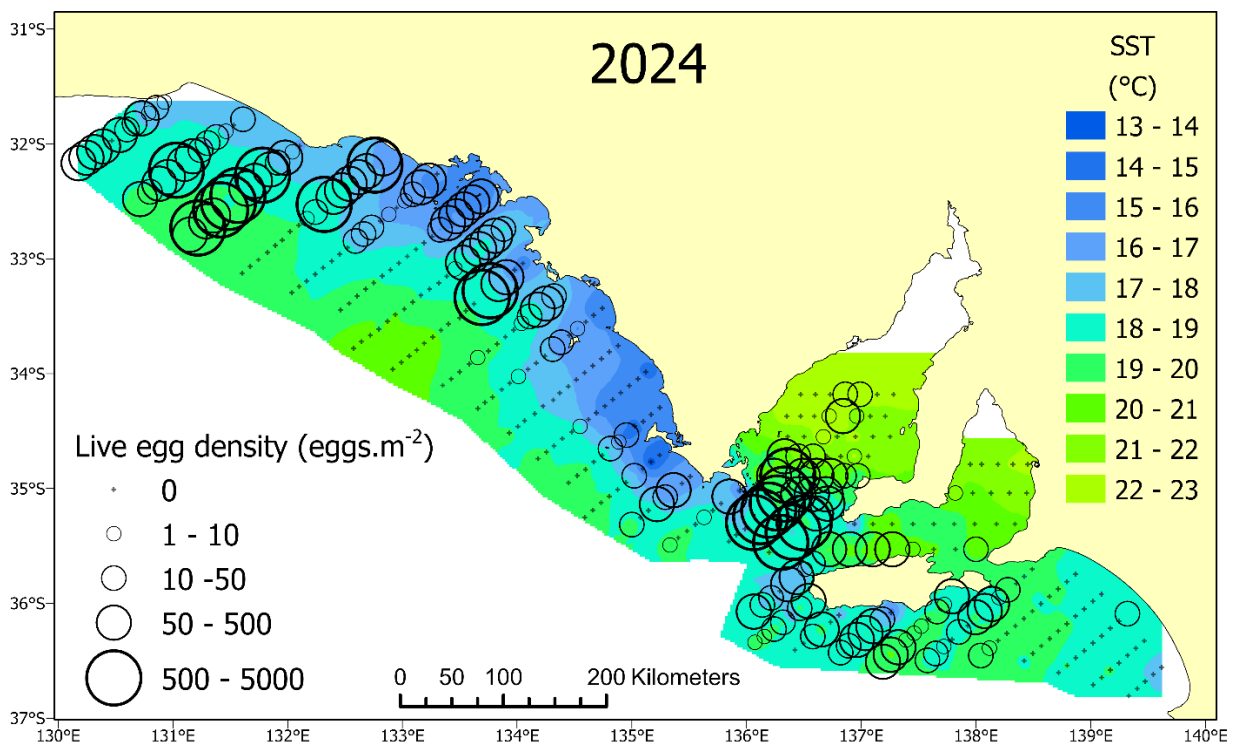 2024
SST
(°C)
13 - 14
14 - 15
15 - 16
16 - 17
17 - 18
18 - 19
19 - 20
20 - 21
21 - 22
22 - 23
Live egg density (eggs.m-2)
0
1 - 10
10 -50
50 - 500
500 - 5000
0 50 100 200 Kilometers
31°S
32°S
33°S
34°S
35°S
36°S
37°S
130°E 131°E 132°E 133°E 134°E 135°E 136°E 137°E 138°E 139°E 140°E